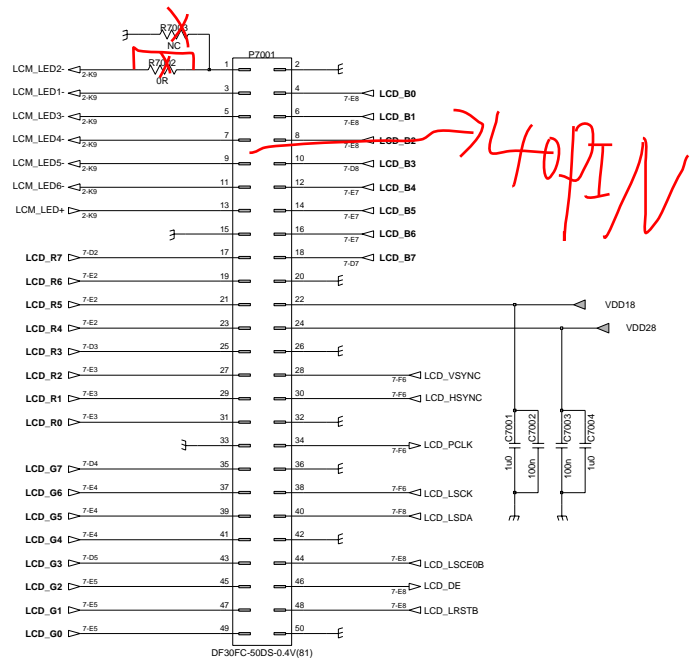 R7003
NC
R7002
0R
P7001
LCM_LED2- 2-K9 1 2
LCM_LED1- 2-K9 3 4 7-E8 LCD_B0
LCM_LED3- 2-K9 5 6 7-E8 LCD_B1
LCM_LED4- 2-K9 7 8 7-E8 LCD_B2
LCM_LED5- 2-K9 9 10 7-D8 LCD_B3
LCM_LED6- 2-K9 11 12 7-E7 LCD_B4
LCM_LED+ 2-K9 13 14 7-E7 LCD_B5
15 16 7-E7 LCD_B6
LCD_R7 7-D2 17 18 7-D7 LCD_B7
LCD_R6 7-E2 19 20
LCD_R5 7-E2 21 22 VDD18
LCD_R4 7-E2 23 24 VDD28
LCD_R3 7-D3 25 26
LCD_R2 7-E3 27 28 7-F6 LCD_VSYNC
LCD_R1 7-E3 29 30 7-F6 LCD_HSYNC
LCD_R0 7-E3 31 32
33 34 7-F6 LCD_PCLK
LCD_G7 7-D4 35 36
LCD_G6 7-E4 37 38 7-F6 LCD_LSCK
LCD_G5 7-E4 39 40 7-F8 LCD_LSDA
LCD_G4 7-E4 41 42
LCD_G3 7-D5 43 44 7-E8 LCD_LSCE0B
LCD_G2 7-E5 45 46 7-E8 LCD_DE
LCD_G1 7-E5 47 48 7-E8 LCD_LRSTB
LCD_G0 7-E5 49 50
DF30FC-50DS-0.4V(81)
40PIN
C7001
1u0
C7002
100n
C7003
100n
C7004
1u0